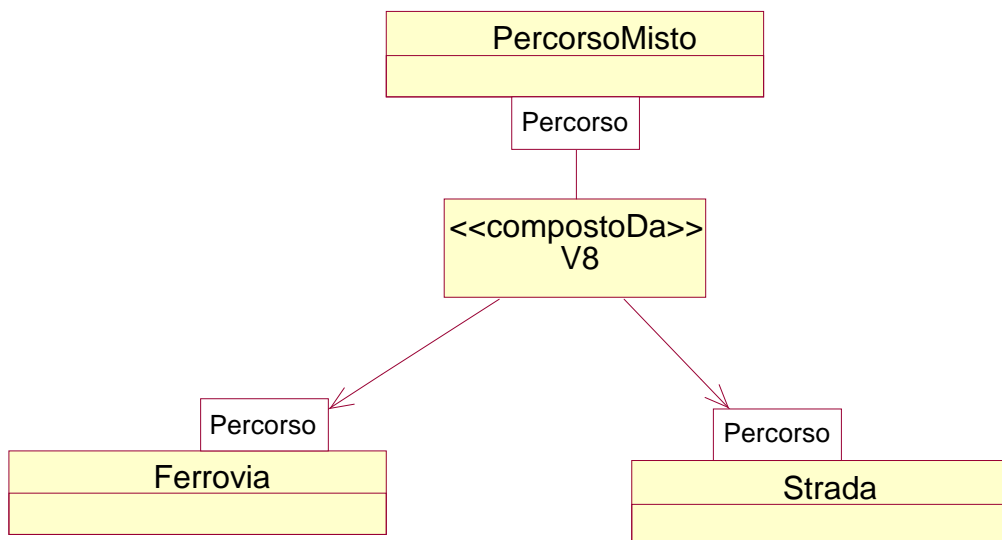 PercorsoMisto
Percorso
<<compostoDa>>
V8
Percorso
Percorso
Ferrovia
Strada